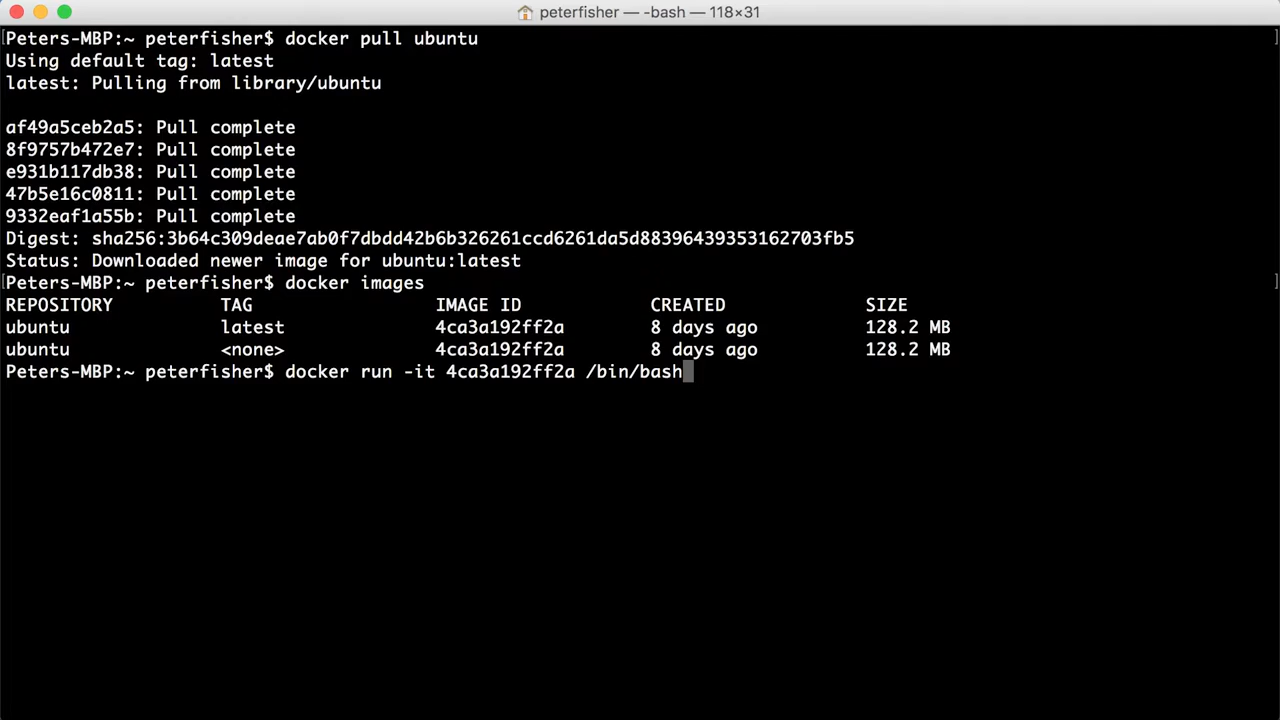 peterfisher — -bash — 118×31
Peters-MBP:~ peterfisher$ docker pull ubuntu
Using default tag: latest
latest: Pulling from library/ubuntu
af49a5ceb2a5: Pull complete
8f9757b472e7: Pull complete
e931b117db38: Pull complete
47b5e16c0811: Pull complete
9332eaf1a55b: Pull complete
Digest: sha256:3b64c309deae7ab0f7dbdd42b6b326261ccd6261da5d88396439353162703fb5
Status: Downloaded newer image for ubuntu:latest
Peters-MBP:~ peterfisher$ docker images
REPOSITORY TAG IMAGE ID CREATED SIZE
ubuntu latest 4ca3a192ff2a 8 days ago 128.2 MB
ubuntu <none> 4ca3a192ff2a 8 days ago 128.2 MB
Peters-MBP:~ peterfisher$ docker run -it 4ca3a192ff2a /bin/bash